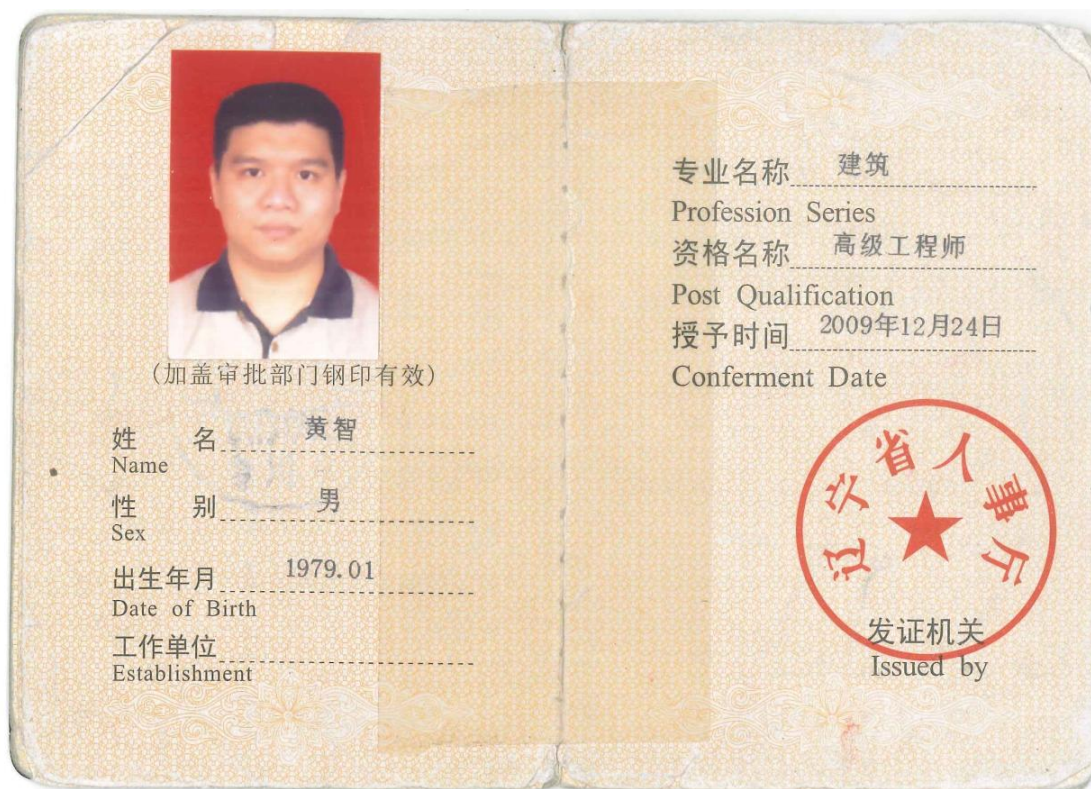 (加盖审批部门钢印有效)
姓 名 黄智
Name
性 别 男
Sex
出生年月 1979.01
Date of Birth
工作单位
Establishment
专业名称 建筑
Profession Series
资格名称 高级工程师
Post Qualification
授予时间 2009年12月24日
Conferment Date
辽宁省人事厅
发证机关
Issued by